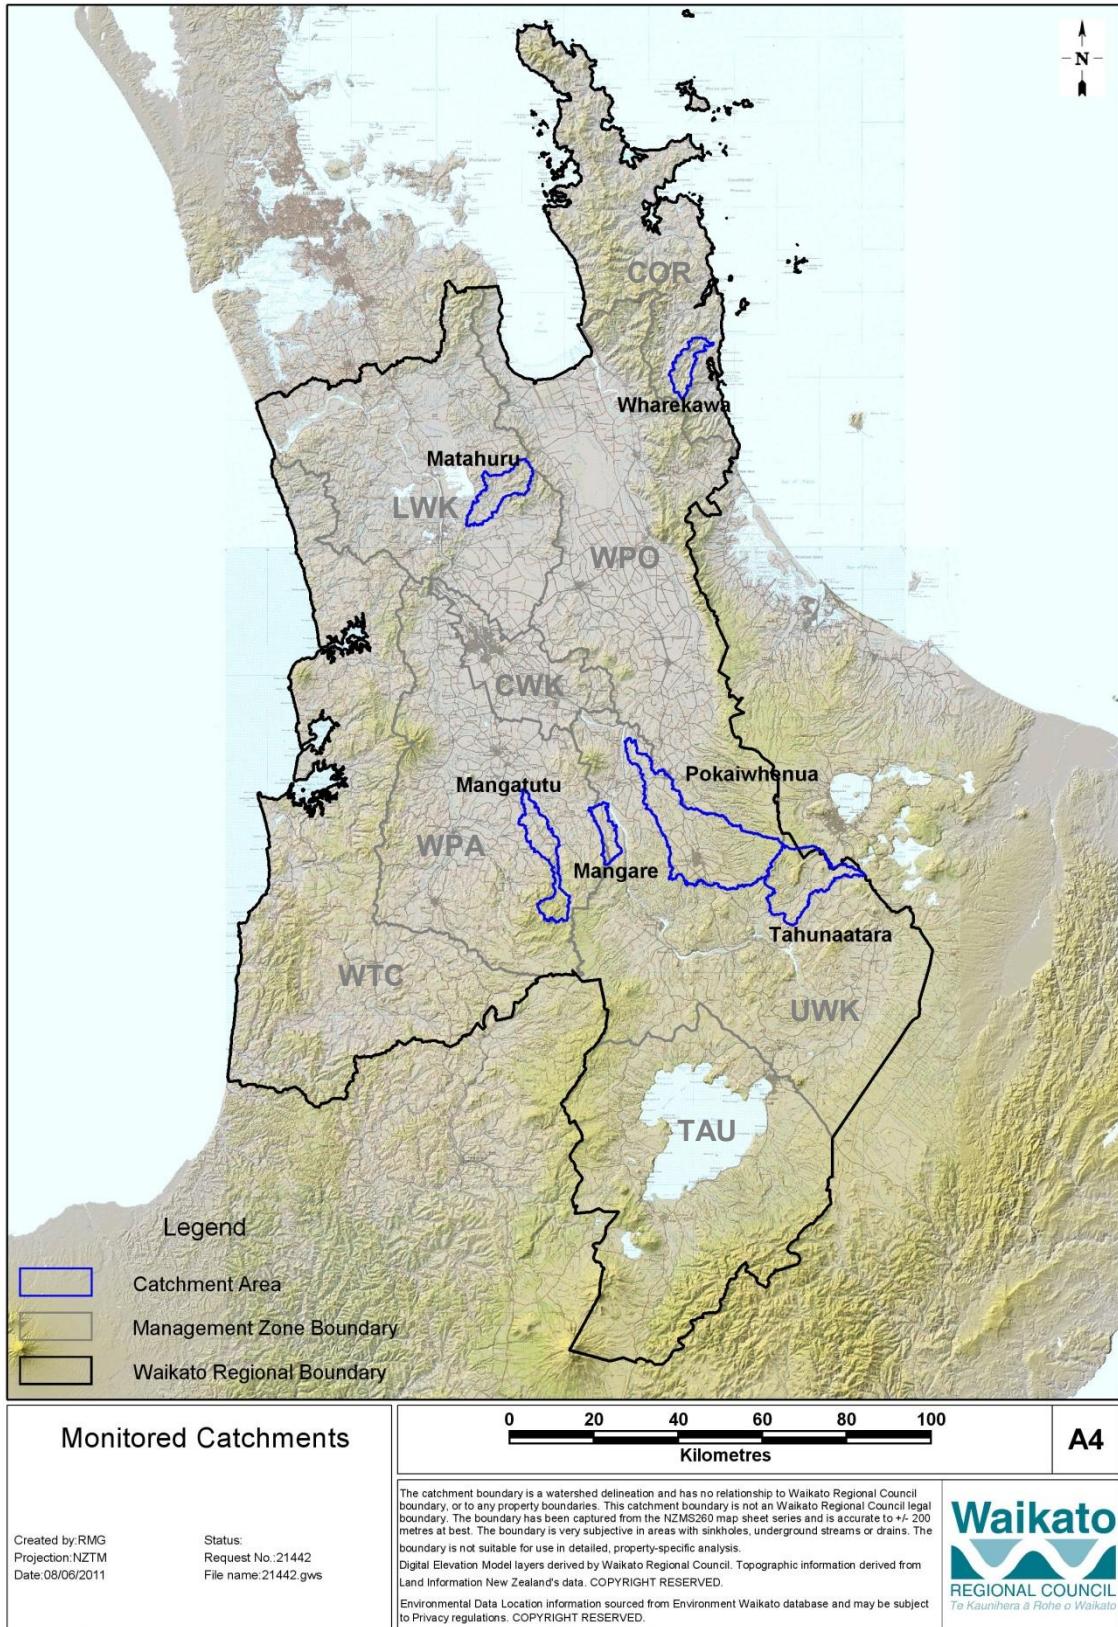 N
COR
Wharekawa
Matahuru
LWK
WPO
CWK
Pokaiwhenua
Mangatutu
WPA
Mangare
Tahunaatara
WTC
UWK
TAU
Legend
Catchment Area
Management Zone Boundary
Waikato Regional Boundary
Monitored Catchments
Created by:RMG
Projection:NZTM
Date:08/06/2011
Status:
Request No.:21442
File name:21442.gws
0 20 40 60 80 100
Kilometres
A4
The catchment boundary is a watershed delineation and has no relationship to Waikato Regional Council
boundary, or to any property boundaries. This catchment boundary is not an Waikato Regional Council legal
boundary. The boundary has been captured from the NZMS260 map sheet series and is accurate to +/- 200
metres at best. The boundary is very subjective in areas with sinkholes, underground streams or drains. The
boundary is not suitable for use in detailed, property-specific analysis.
Digital Elevation Model layers derived by Waikato Regional Council. Topographic information derived from
Land Information New Zealand's data. COPYRIGHT RESERVED.
Environmental Data Location information sourced from Environment Waikato database and may be subject
to Privacy regulations. COPYRIGHT RESERVED.
Waikato
REGIONAL COUNCIL
Te Kaunihera ā Rohe o Waikato